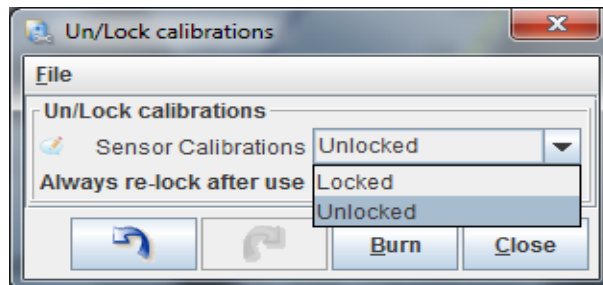 Un/Lock calibrations
File
Un/Lock calibrations
Sensor Calibrations Unlocked
Always re-lock after use Locked
Unlocked
Burn Close